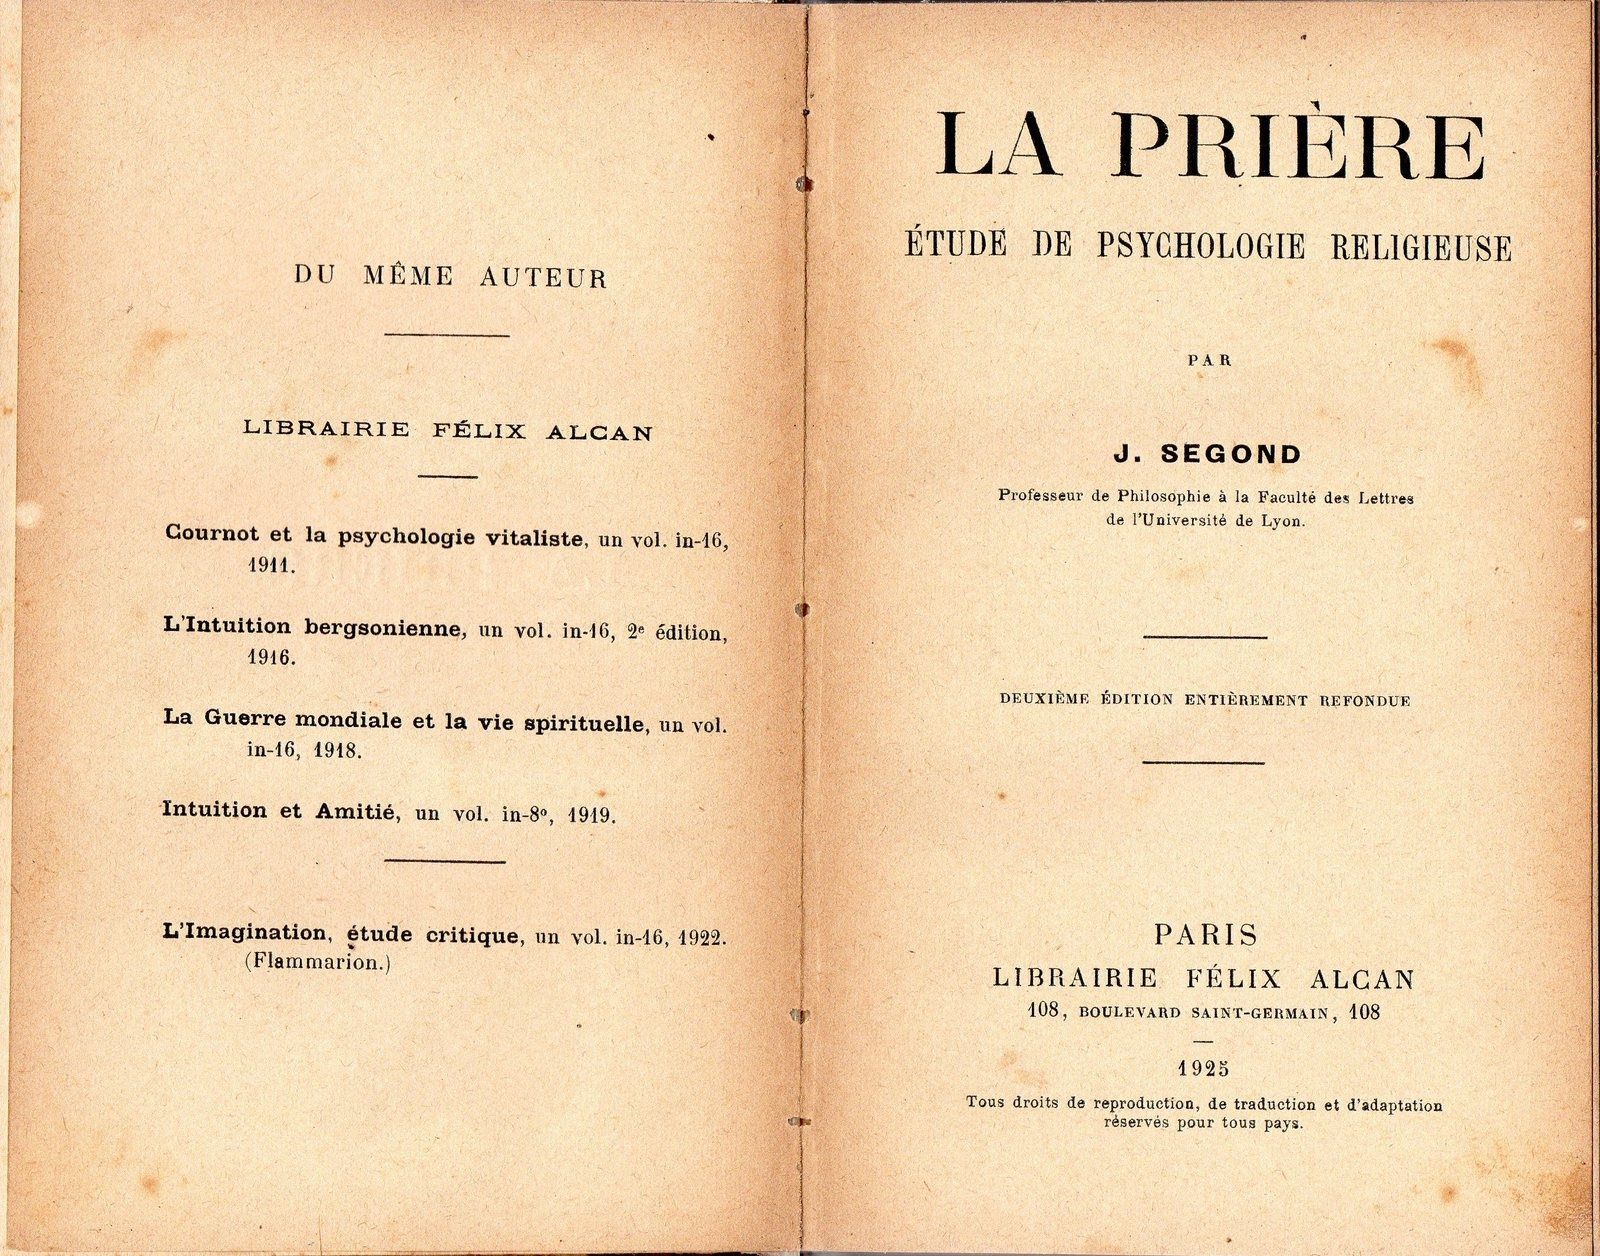 DU MÊME AUTEUR
LIBRAIRIE FÉLIX ALCAN
Cournot et la psychologie vitaliste, un vol. in-16,
1911.
L'Intuition bergsonienne, un vol. in-16, 2e édition,
1916.
La Guerre mondiale et la vie spirituelle, un vol.
in-16, 1918.
Intuition et Amitié, un vol. in-8o, 1919.
L'Imagination, étude critique, un vol. in-16, 1922.
(Flammarion.)
LA PRIÈRE
ÉTUDE DE PSYCHOLOGIE RELIGIEUSE
PAR
J. SEGOND
Professeur de Philosophie à la Faculté des Lettres
de l'Université de Lyon.
DEUXIÈME ÉDITION ENTIÈREMENT REFONDUE
PARIS
LIBRAIRIE FÉLIX ALCAN
108, BOULEVARD SAINT-GERMAIN, 108
1925
Tous droits de reproduction, de traduction et d'adaptation
réservés pour tous pays.